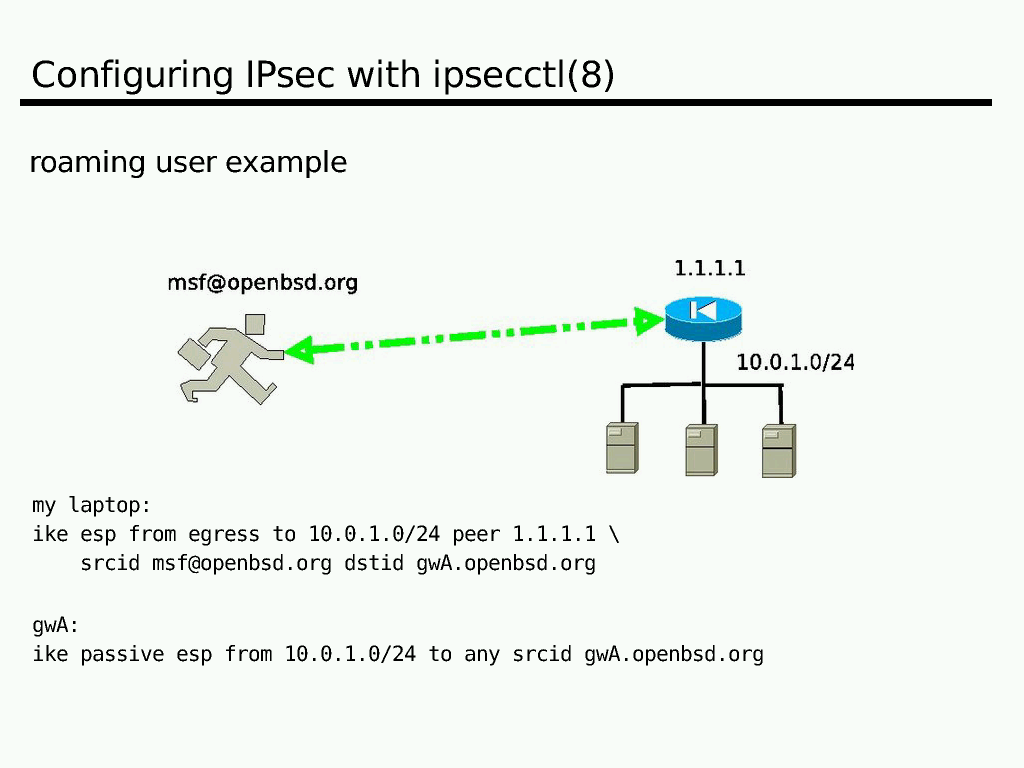 Configuring IPsec with ipsecctl(8)
roaming user example
msf@openbsd.org
1.1.1.1
10.0.1.0/24
my laptop:
ike esp from egress to 10.0.1.0/24 peer 1.1.1.1 \
    srcid msf@openbsd.org dstid gwA.openbsd.org
gwA:
ike passive esp from 10.0.1.0/24 to any srcid gwA.openbsd.org